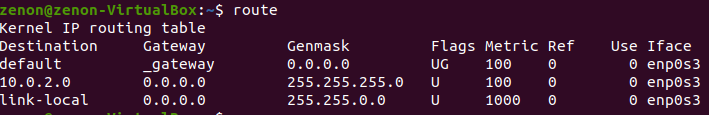 zenon@zenon-VirtualBox:~$ route
Kernel IP routing table
Destination     Gateway         Genmask         Flags Metric Ref    Use Iface
default         _gateway        0.0.0.0         UG    100    0        0 enp0s3
10.0.2.0        0.0.0.0         255.255.255.0   U     100    0        0 enp0s3
link-local      0.0.0.0         255.255.0.0     U     1000   0        0 enp0s3